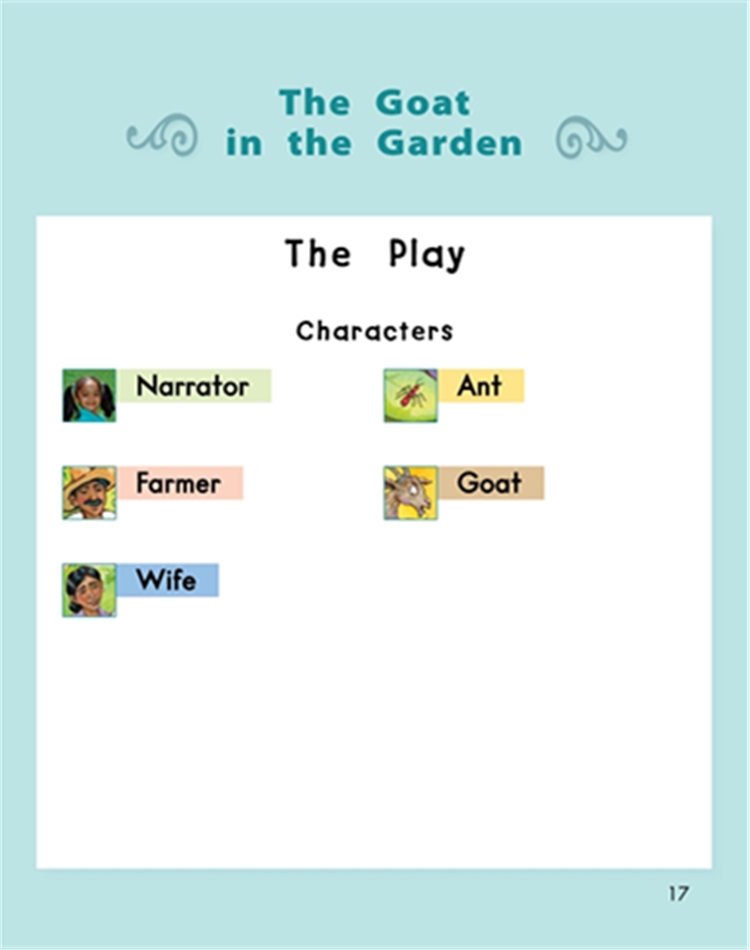 The Goat
in the Garden
The Play
Characters
Narrator
Farmer
Wife
Ant
Goat
17